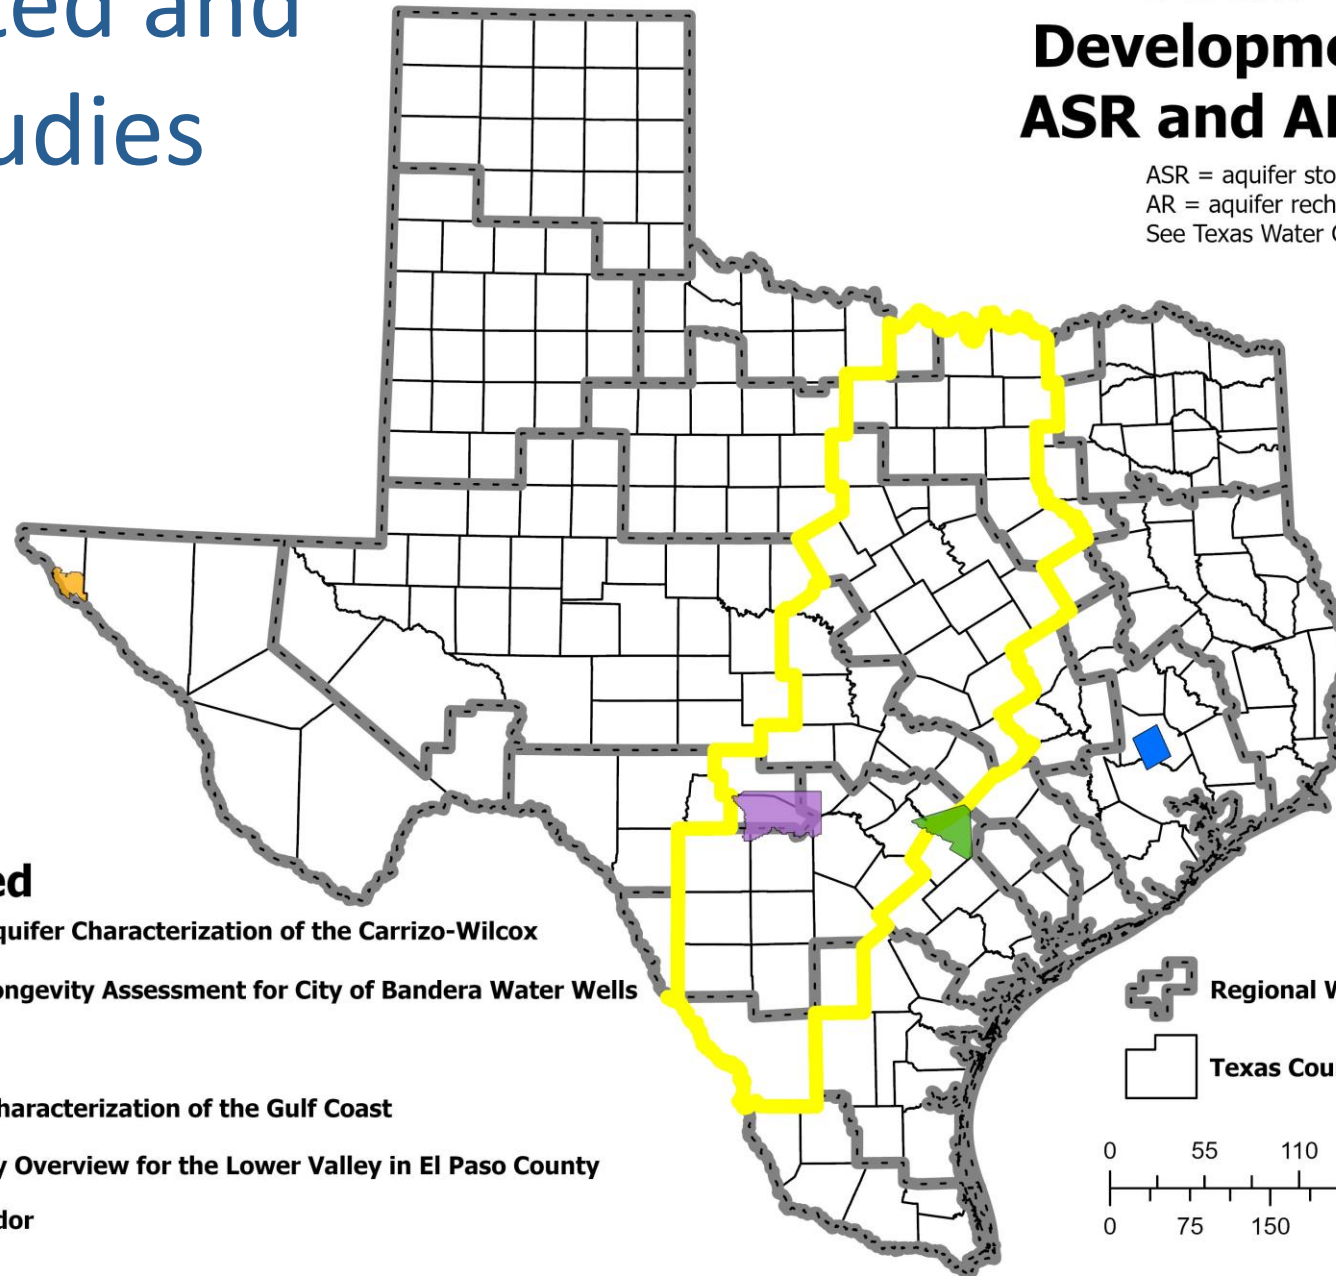 ted and
udies
Developme
ASR and A
ASR = aquifer sto
AR = aquifer rech
See Texas Water
ed
quifer Characterization of the Carrizo-Wilcox
ongevity Assessment for City of Bandera Water Wells
haracterization of the Gulf Coast
y Overview for the Lower Valley in El Paso County
dor
Regional W
Texas Cou
0 55 110
0 75 150